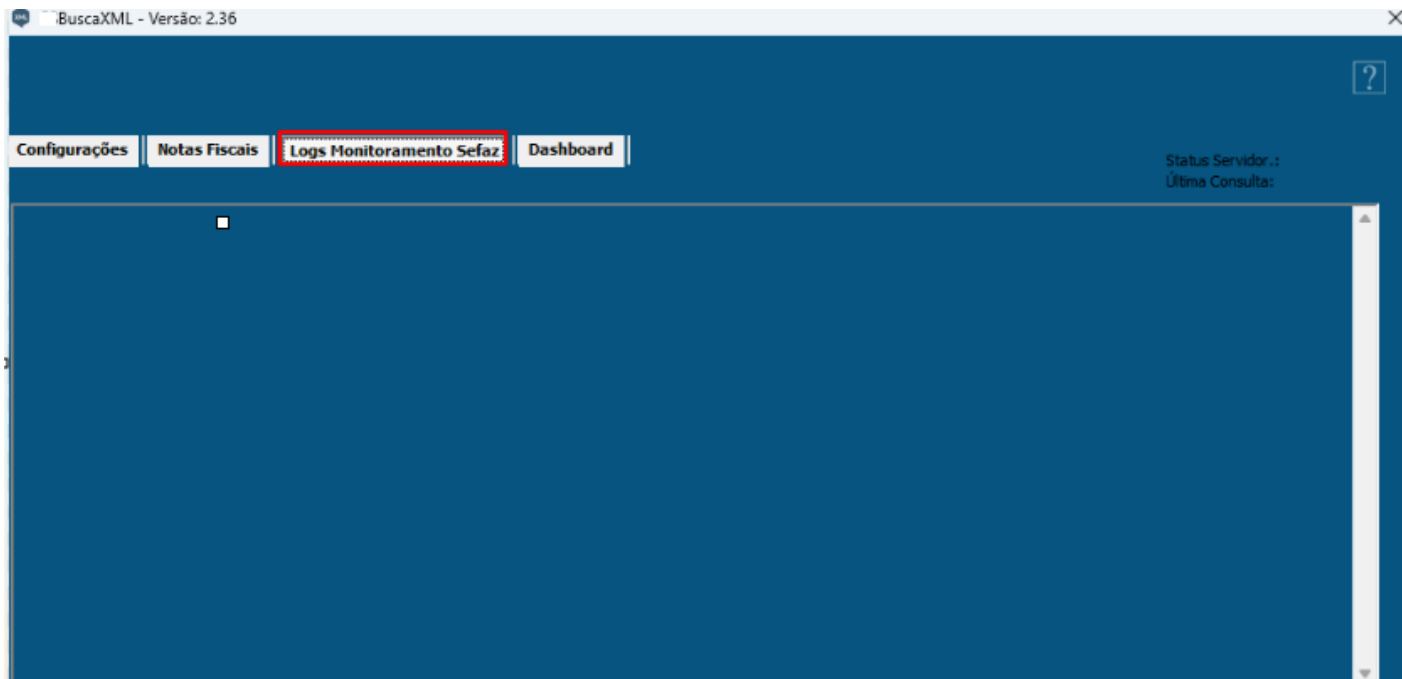 BuscaXML - Versão: 2.36
?
Configurações Notas Fiscais Logs Monitoramento Sefaz Dashboard
Status Servidor.:
Última Consulta: